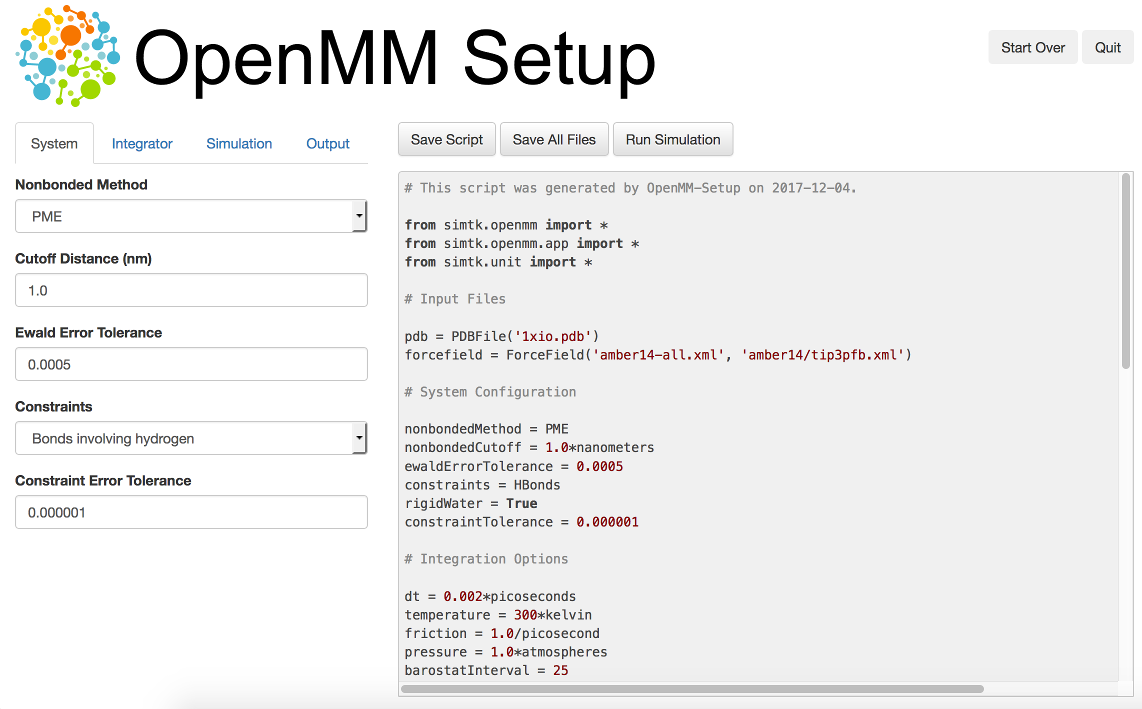 OpenMM Setup
Start Over
Quit
System
Integrator
Simulation
Output
Nonbonded Method
PME
Cutoff Distance (nm)
1.0
Ewald Error Tolerance
0.0005
Constraints
Bonds involving hydrogen
Constraint Error Tolerance
0.000001
Save Script
Save All Files
Run Simulation
# This script was generated by OpenMM-Setup on 2017-12-04.
from simtk.openmm import *
from simtk.openmm.app import *
from simtk.unit import *
# Input Files
pdb = PDBFile('1xio.pdb')
forcefield = ForceField('amber14-all.xml', 'amber14/tip3pfb.xml')
# System Configuration
nonbondedMethod = PME
nonbondedCutoff = 1.0*nanometers
ewaldErrorTolerance = 0.0005
constraints = HBonds
rigidWater = True
constraintTolerance = 0.000001
# Integration Options
dt = 0.002*picoseconds
temperature = 300*kelvin
friction = 1.0/picosecond
pressure = 1.0*atmospheres
barostatInterval = 25